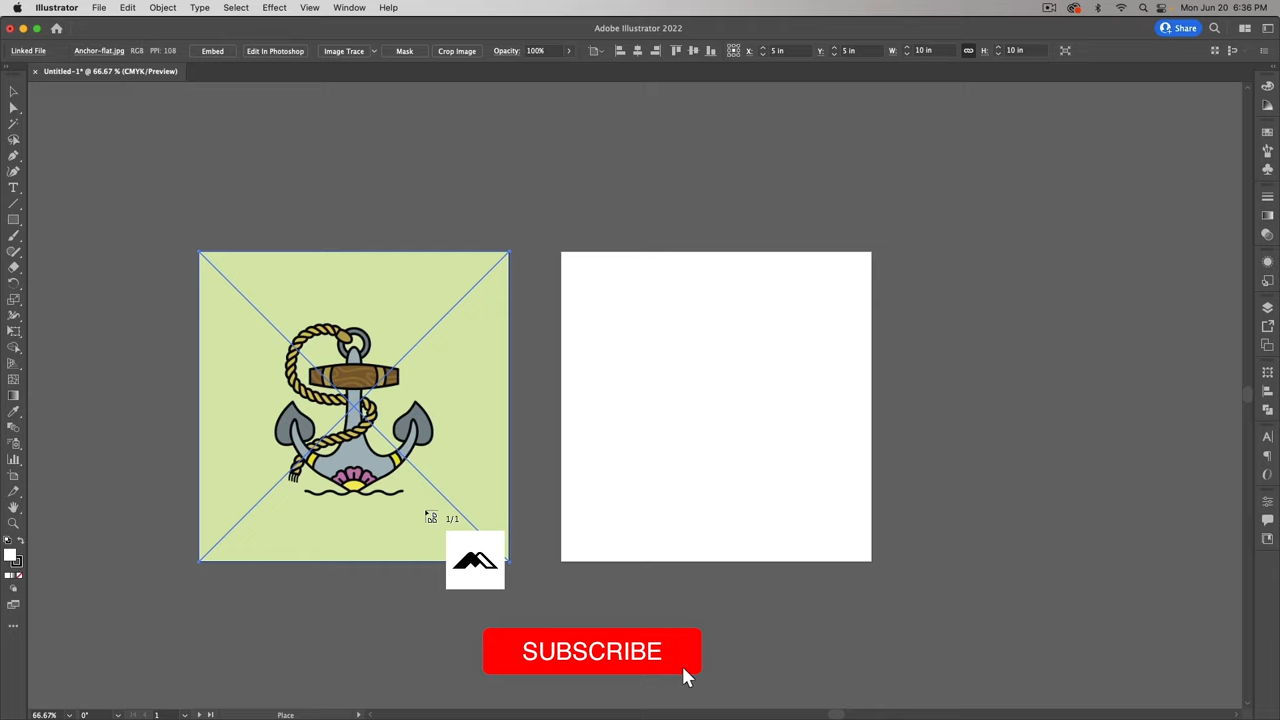 Illustrator File Edit Object Type Select Effect View Window Help Mon Jun 20 6:36 PM
Adobe Illustrator 2022 Share
Linked File Anchor-flat.jpg RGB PPI: 108 Embed Edit In Photoshop Image Trace Mask Crop Image Opacity: 100% X: 5 in Y: 5 in W: 10 in H: 10 in
× Untitled-1* @ 66.67 % (CMYK/Preview)
1/1
SUBSCRIBE
66.67% 0° 1 Place